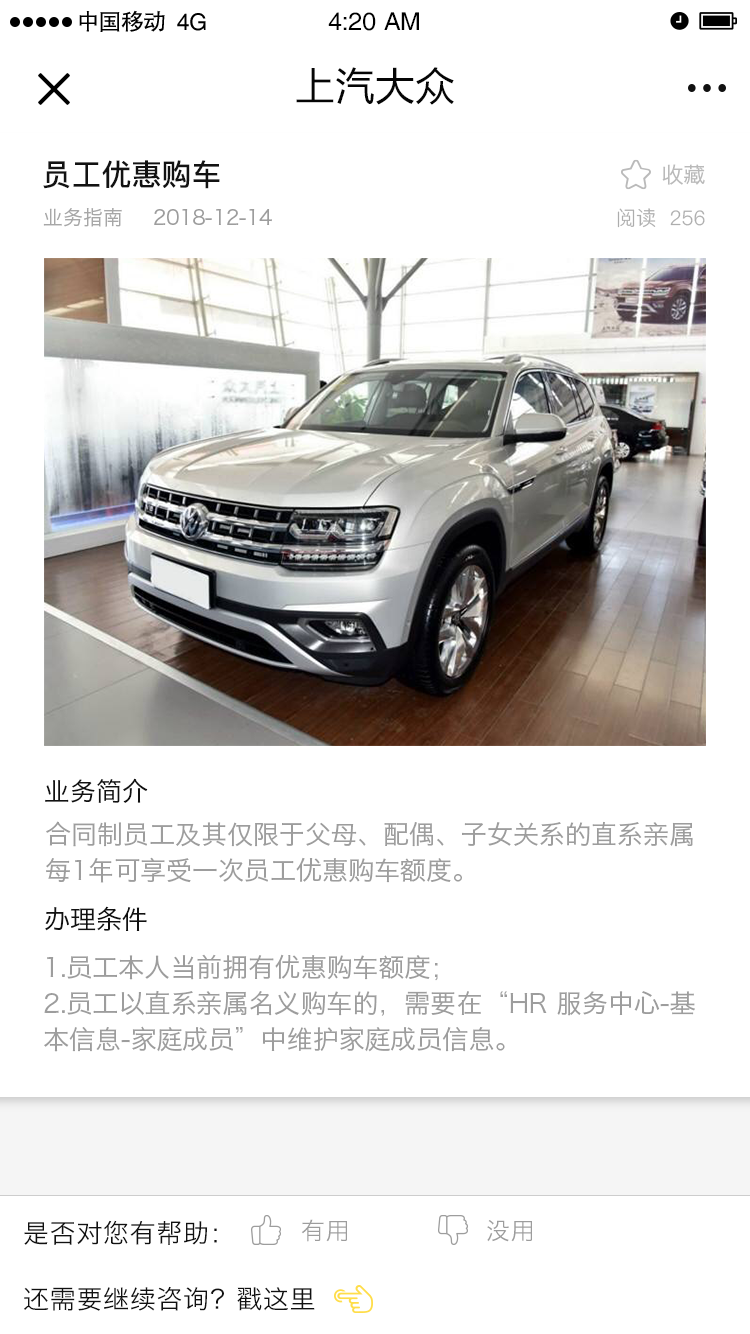 中国移动 4G 4:20 AM
上汽大众
员工优惠购车 收藏
业务指南 2018-12-14 阅读 256
业务简介
合同制员工及其仅限于父母、配偶、子女关系的直系亲属
每1年可享受一次员工优惠购车额度。
办理条件
1.员工本人当前拥有优惠购车额度；
2.员工以直系亲属名义购车的，需要在“HR 服务中心-基
本信息-家庭成员”中维护家庭成员信息。
是否对您有帮助： 有用 没用
还需要继续咨询？戳这里